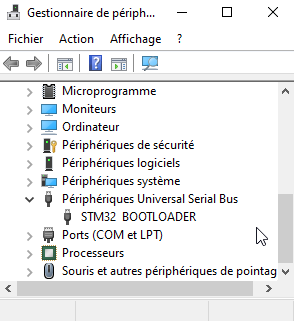 Gestionnaire de périph...
Fichier Action Affichage ?
Microprogramme
Moniteurs
Ordinateur
Périphériques de sécurité
Périphériques logiciels
Périphériques système
Périphériques Universal Serial Bus
STM32 BOOTLOADER
Ports (COM et LPT)
Processeurs
Souris et autres périphériques de pointag